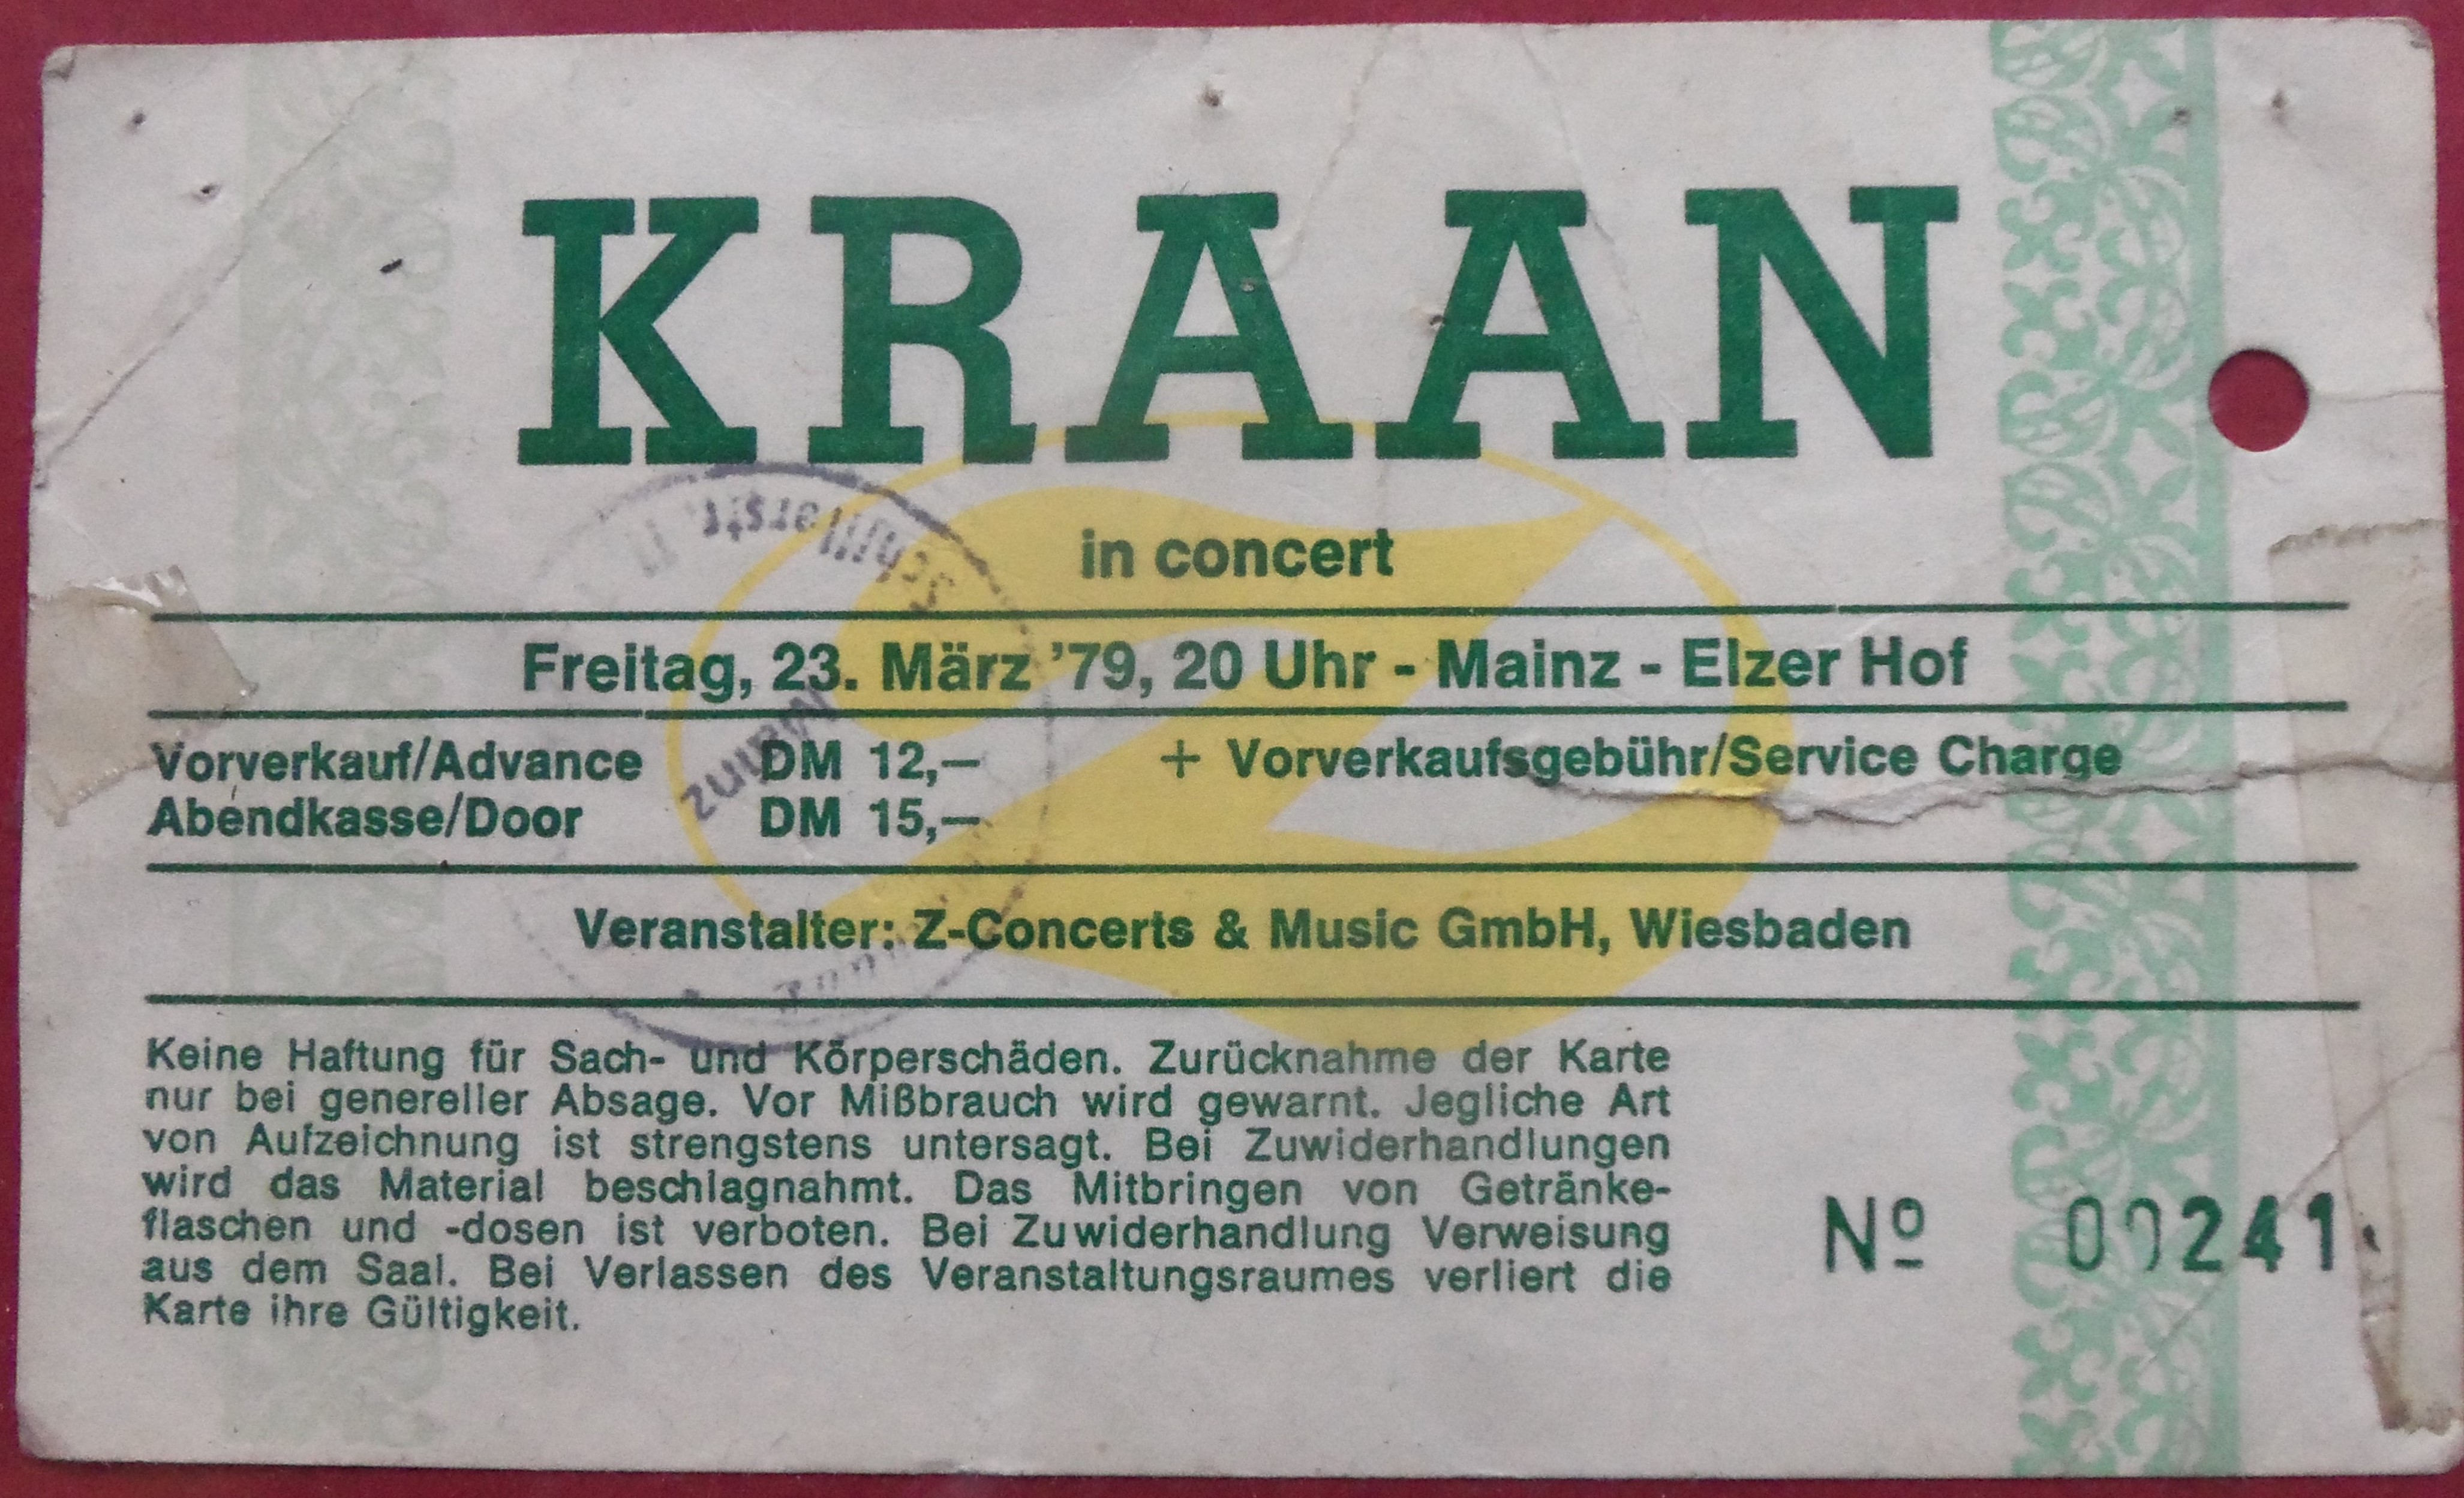 KRAAN
in concert
Freitag, 23. März '79, 20 Uhr - Mainz - Elzer Hof
Vorverkauf/Advance DM 12,— + Vorverkaufsgebühr/Service Charge
Abendkasse/Door DM 15,—
Veranstalter: Z-Concerts & Music GmbH, Wiesbaden
Keine Haftung für Sach- und Körperschäden. Zurücknahme der Karte
nur bei genereller Absage. Vor Mißbrauch wird gewarnt. Jegliche Art
von Aufzeichnung ist strengstens untersagt. Bei Zuwiderhandlungen
wird das Material beschlagnahmt. Das Mitbringen von Getränke-
flaschen und -dosen ist verboten. Bei Zuwiderhandlung Verweisung
aus dem Saal. Bei Verlassen des Veranstaltungsraumes verliert die
Karte ihre Gültigkeit.
Nº 00241
Schillerstr.
Mainz